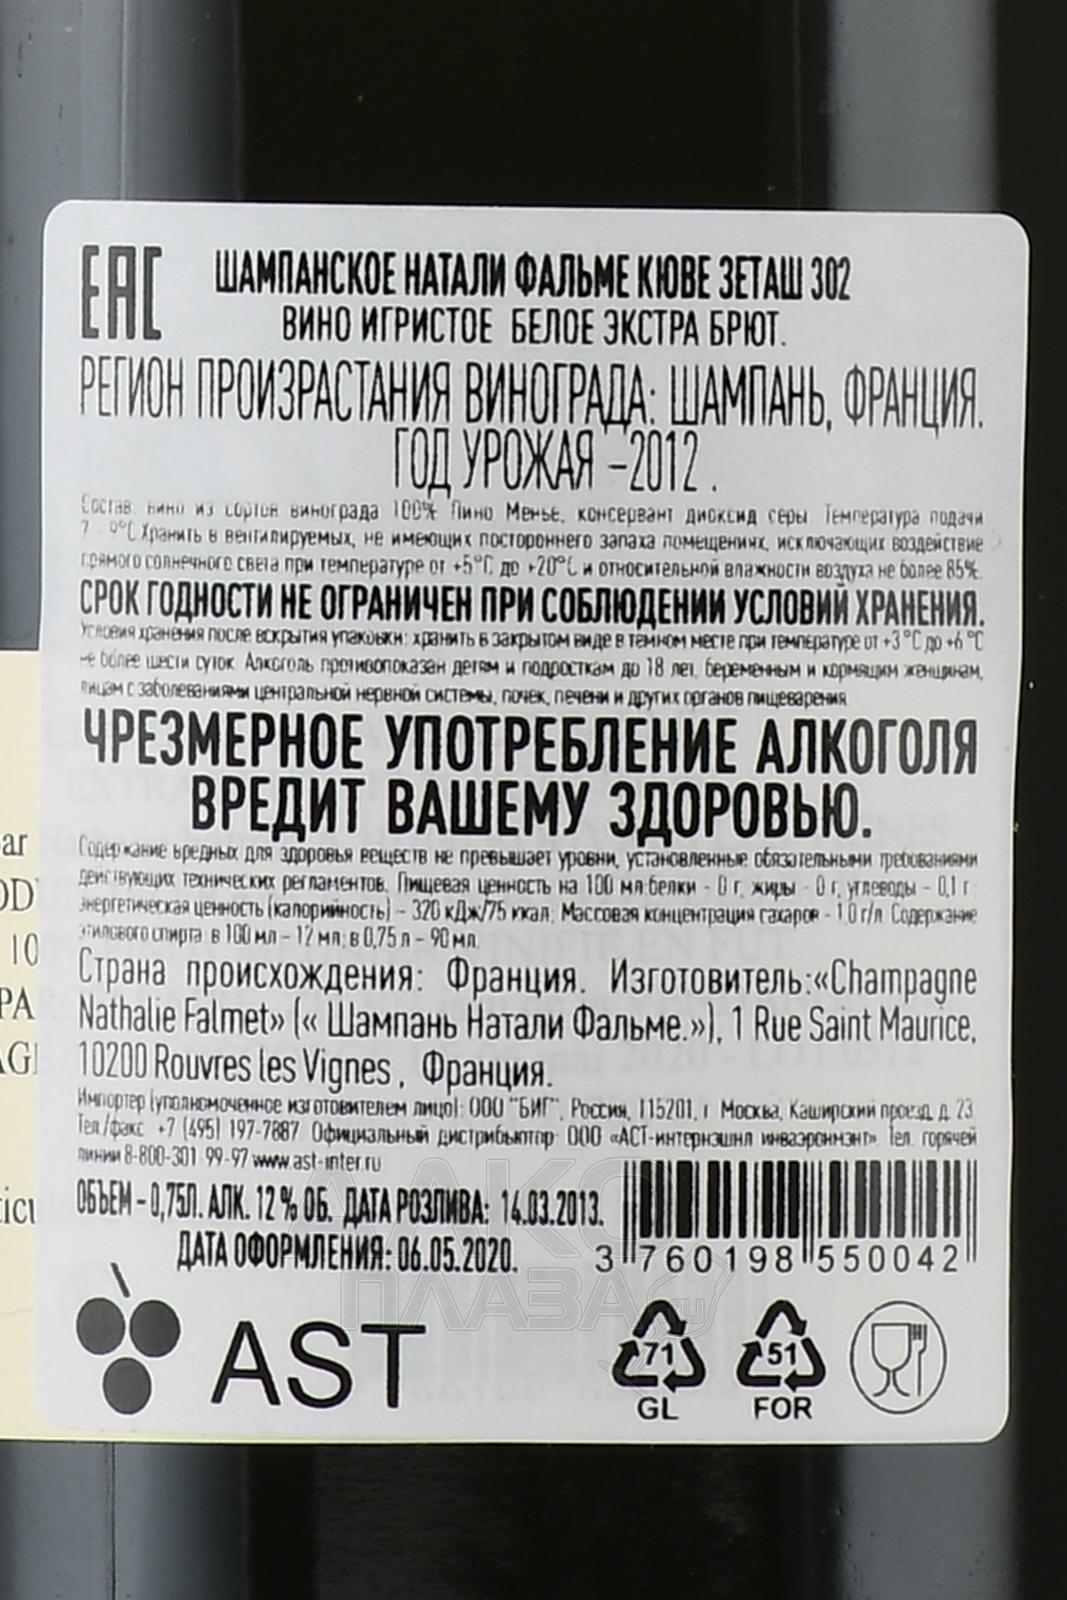 ЕАС
ШАМПАНСКОЕ НАТАЛИ ФАЛЬМЕ КЮВЕ ЗЕТАШ 302
ВИНО ИГРИСТОЕ БЕЛОЕ ЭКСТРА БРЮТ.
РЕГИОН ПРОИЗРАСТАНИЯ ВИНОГРАДА: ШАМПАНЬ, ФРАНЦИЯ.
ГОД УРОЖАЯ –2012 .
Состав: вино из сортов винограда 100% Пино Менье, консервант диоксид серы. Температура подачи
7 - 9°C.Хранить в вентилируемых, не имеющих постороннего запаха помещениях, исключающих воздействие
прямого солнечного света при температуре от +5°C до +20°C и относительной влажности воздуха не более 85%.
СРОК ГОДНОСТИ НЕ ОГРАНИЧЕН ПРИ СОБЛЮДЕНИИ УСЛОВИЙ ХРАНЕНИЯ.
Условия хранения после вскрытия упаковки: хранить в закрытом виде в темном месте при температуре от +3°C до +6°C
не более шести суток. Алкоголь противопоказан детям и подросткам до 18 лет, беременным и кормящим женщинам,
лицам с заболеваниями центральной нервной системы, почек, печени и других органов пищеварения.
ЧРЕЗМЕРНОЕ УПОТРЕБЛЕНИЕ АЛКОГОЛЯ
ВРЕДИТ ВАШЕМУ ЗДОРОВЬЮ.
Содержание вредных для здоровья веществ не превышает уровни, установленные обязательными требованиями
действующих технических регламентов. Пищевая ценность на 100 мл:белки - 0 г, жиры - 0 г, углеводы - 0,1 г;
энергетическая ценность (калорийность) – 320 кДж/75 ккал; Массовая концентрация сахаров - 1,0 г/л. Содержание
этилового спирта: в 100 мл – 12 мл; в 0,75 л – 90 мл.
Страна происхождения: Франция. Изготовитель:«Champagne
Nathalie Falmet» (« Шампань Натали Фальме.»), 1 Rue Saint Maurice,
10200 Rouvres les Vignes , Франция.
Импортер (уполномоченное изготовителем лицо): ООО "БИГ", Россия, 115201, г. Москва, Каширский проезд, д. 23.
Тел./факс: +7 (495) 197-7887. Официальный дистрибьютор: ООО «АСТ-интернэшнл инваэронмэнт». Тел. горячей
линии 8-800-301-99-97 www.ast-inter.ru
ОБЪЕМ – 0,75Л. АЛК. 12 % ОБ. ДАТА РОЗЛИВА: 14.03.2013.
ДАТА ОФОРМЛЕНИЯ: 06.05.2020.
3 760198 550042
AST
71
GL
51
FOR
АЛКО
ПЛАЗА.ru